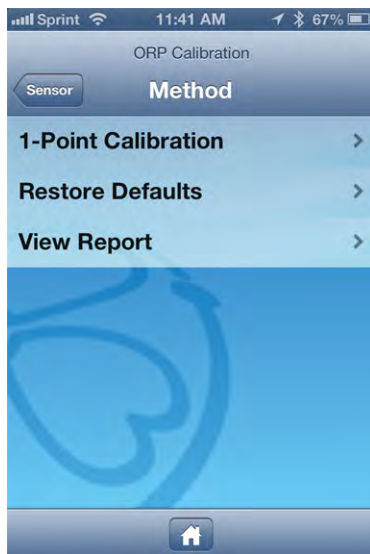 Sprint 11:41 AM 67%
ORP Calibration
Sensor Method
1-Point Calibration
Restore Defaults
View Report